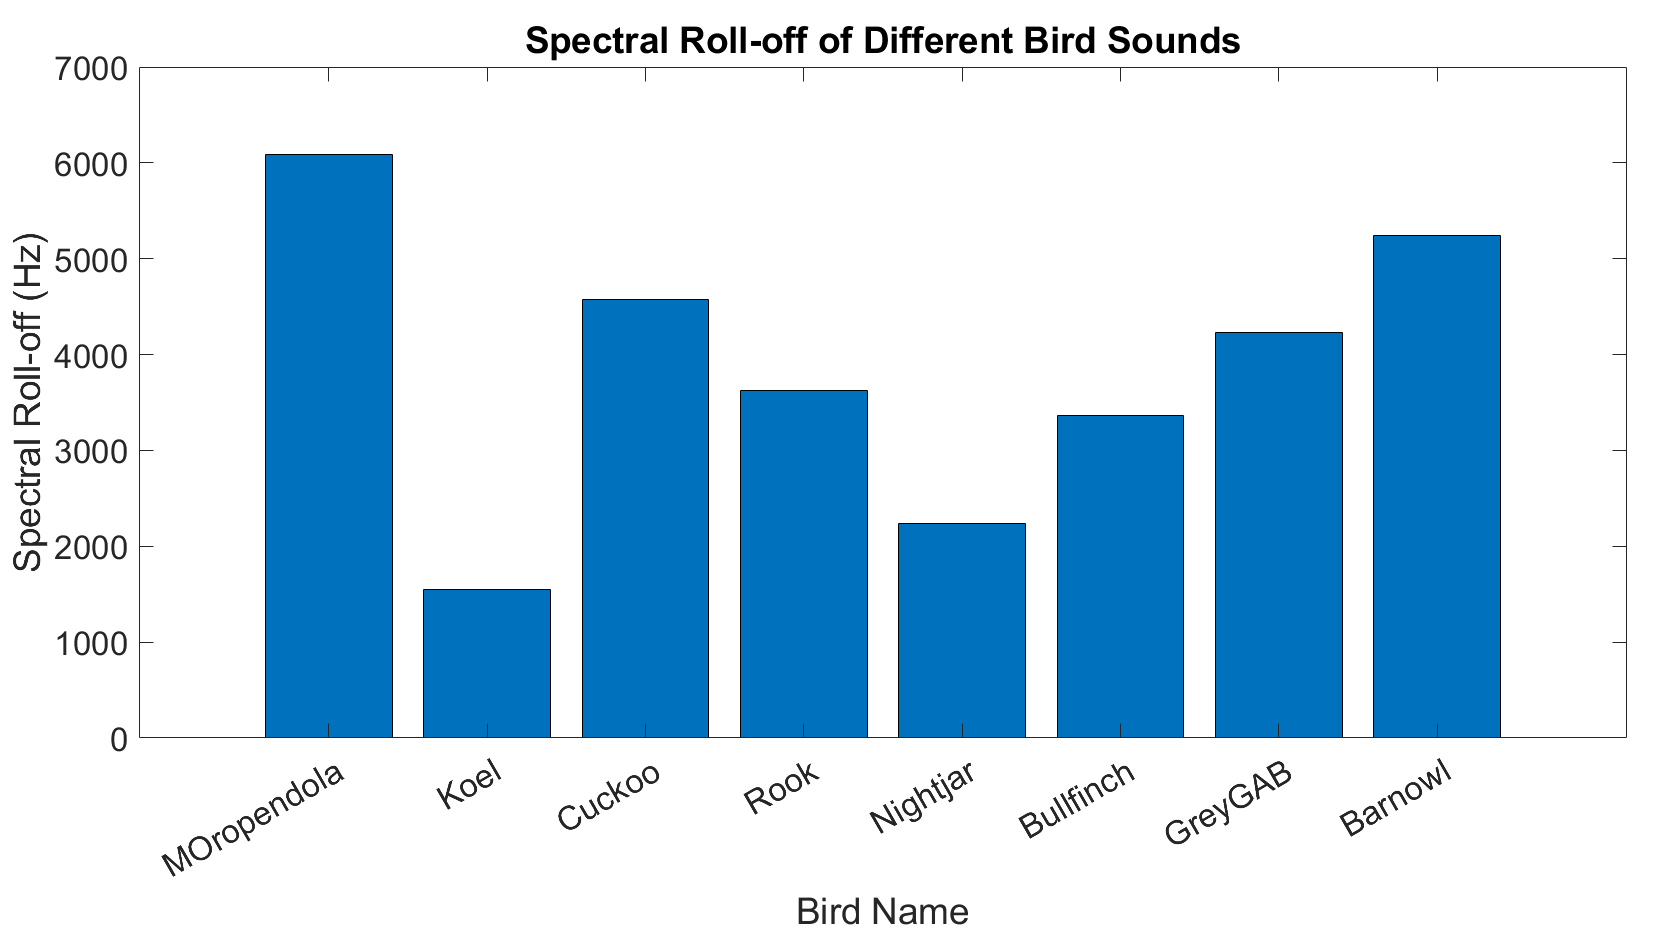 Spectral Roll-off of Different Bird Sounds
Spectral Roll-off (Hz)
7000
6000
5000
4000
3000
2000
1000
0
MOropendola
Koel
Cuckoo
Rook
Nightjar
Bullfinch
GreyGAB
Barnowl
Bird Name